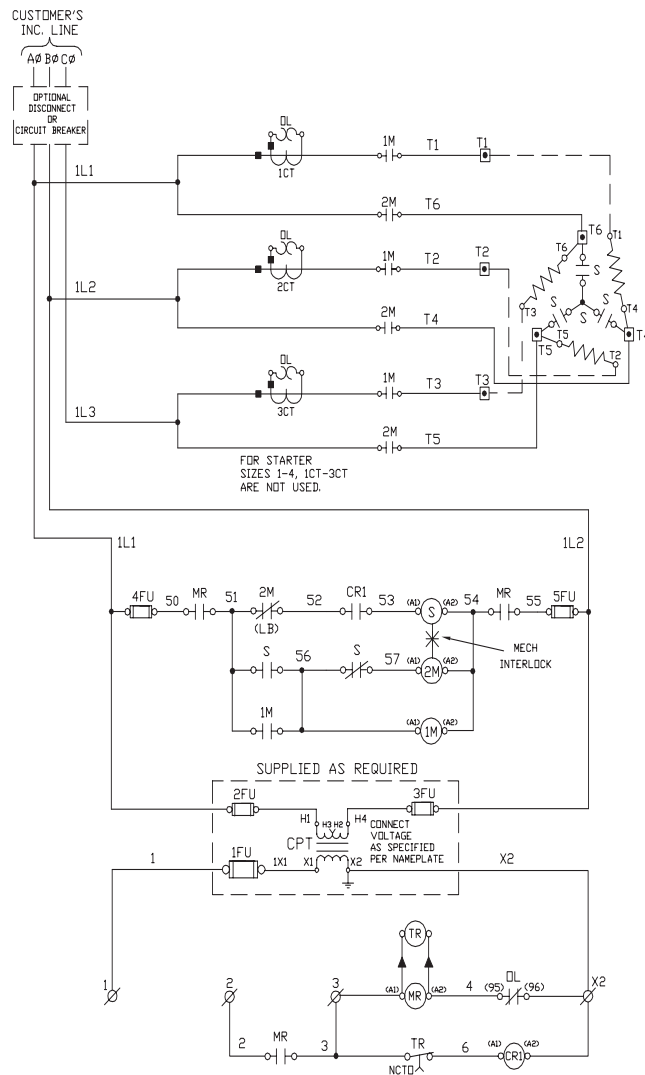 CUSTOMER'S
INC. LINE
AØ BØ CØ
OPTIONAL
DISCONNECT
OR
CIRCUIT BREAKER
OL
1M T1 T1
1L1
1CT
2M T6
T6 T1
OL
T6
S
1M T2 T2
1L2
2CT
S S S
T3 T4
2M T4
T5 T5 T4
T2
OL
1M T3 T3
1L3
3CT
2M T5
FOR STARTER
SIZES 1-4, 1CT-3CT
ARE NOT USED.
1L1 1L2
4FU 50 MR 51 2M 52 CR1 53 (A1) S (A2) 54 MR 55 5FU
(LB)
MECH
INTERLOCK
S 56 S 57 (A1) 2M (A2)
1M (A1) 1M (A2)
SUPPLIED AS REQUIRED
2FU 3FU
H1 H3 H2 H4
CONNECT
VOLTAGE
AS SPECIFIED
PER NAMEPLATE
CPT
1 1FU 1X1 X1 X2 X2
TR
1 2 3 (A1) MR (A2) 4 (95) OL (96) X2
2 MR 3 TR 6 (A1) CR1 (A2)
NCTO